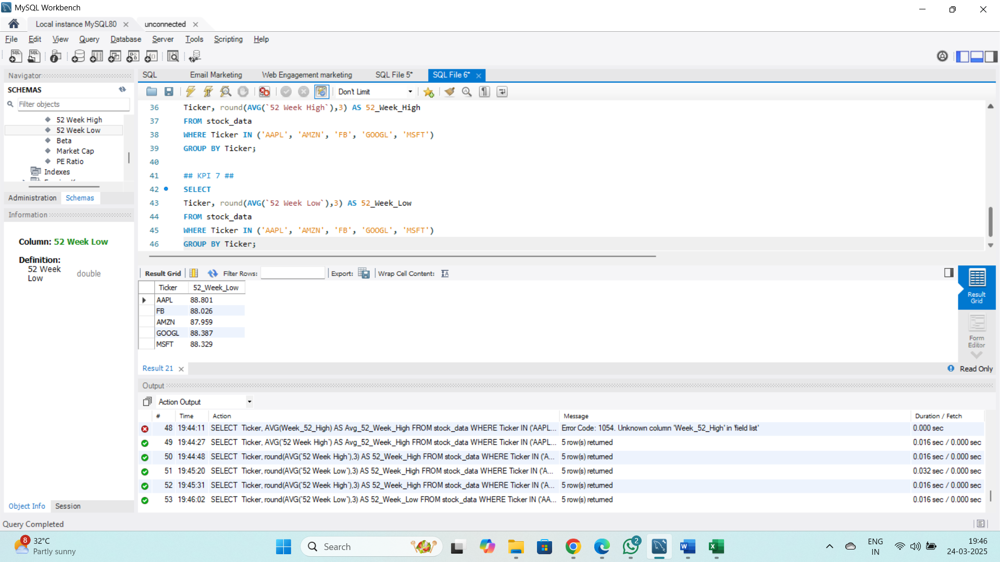 MySQL Workbench
Local instance MySQL80
unconnected
File Edit View Query Database Server Tools Scripting Help
Navigator
SCHEMAS
Filter objects
52 Week High
52 Week Low
Beta
Market Cap
PE Ratio
Indexes
Administration Schemas
Information
Column: 52 Week Low
Definition:
52 Week Low double
Object Info Session
SQL Email Marketing Web Engagement marketing SQL File 5* SQL File 6*
Don't Limit
36 Ticker, round(AVG(`52 Week High`),3) AS 52_Week_High
37 FROM stock_data
38 WHERE Ticker IN ('AAPL', 'AMZN', 'FB', 'GOOGL', 'MSFT')
39 GROUP BY Ticker;
40
41 ## KPI 7 ##
42 SELECT
43 Ticker, round(AVG(`52 Week Low`),3) AS 52_Week_Low
44 FROM stock_data
45 WHERE Ticker IN ('AAPL', 'AMZN', 'FB', 'GOOGL', 'MSFT')
46 GROUP BY Ticker;
Result Grid Filter Rows: Export: Wrap Cell Content:
Ticker 52_Week_Low
AAPL 88.801
FB 88.026
AMZN 87.959
GOOGL 88.387
MSFT 88.329
Result Grid
Form Editor
Result 21
Read Only
Output
Action Output
# Time Action Message Duration / Fetch
48 19:44:11 SELECT Ticker, AVG(Week_52_High) AS Avg_52_Week_High FROM stock_data WHERE Ticker IN ('AAPL... Error Code: 1054. Unknown column 'Week_52_High' in 'field list' 0.000 sec
49 19:44:27 SELECT Ticker, AVG(`52 Week High`) AS Avg_52_Week_High FROM stock_data WHERE Ticker IN ('AAPL... 5 row(s) returned 0.016 sec / 0.000 sec
50 19:44:48 SELECT Ticker, round(AVG(`52 Week High`),3) AS 52_Week_High FROM stock_data WHERE Ticker IN ('A... 5 row(s) returned 0.016 sec / 0.000 sec
51 19:45:20 SELECT Ticker, round(AVG(`52 Week Low`),3) AS 52_Week_High FROM stock_data WHERE Ticker IN ('A... 5 row(s) returned 0.032 sec / 0.000 sec
52 19:45:31 SELECT Ticker, round(AVG(`52 Week High`),3) AS 52_Week_High FROM stock_data WHERE Ticker IN ('A... 5 row(s) returned 0.016 sec / 0.000 sec
53 19:46:02 SELECT Ticker, round(AVG(`52 Week Low`),3) AS 52_Week_Low FROM stock_data WHERE Ticker IN ('AA... 5 row(s) returned 0.016 sec / 0.000 sec
Query Completed
8
32°C
Partly sunny
Search
2
ENG
IN
19:46
24-03-2025